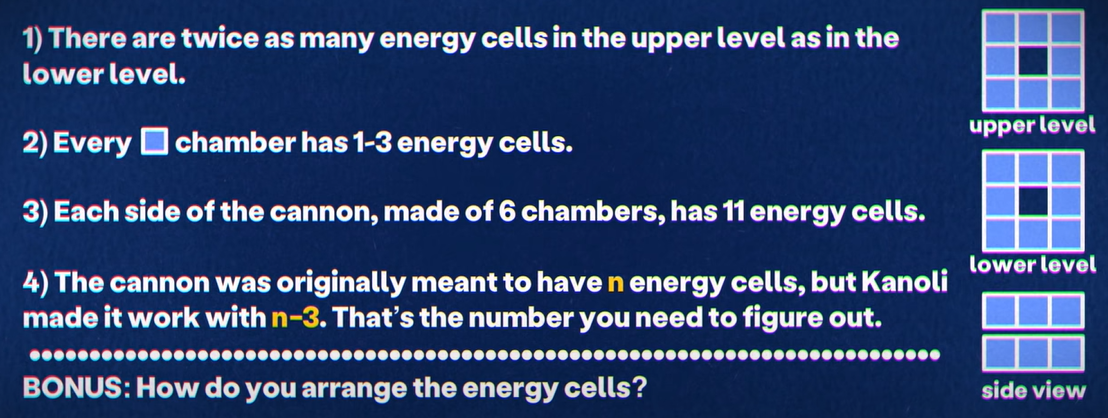 1) There are twice as many energy cells in the upper level as in the
lower level.
upper level
2) Every chamber has 1-3 energy cells.
3) Each side of the cannon, made of 6 chambers, has 11 energy cells.
lower level
4) The cannon was originally meant to have n energy cells, but Kanoli
made it work with n-3. That's the number you need to figure out.
BONUS: How do you arrange the energy cells?
side view